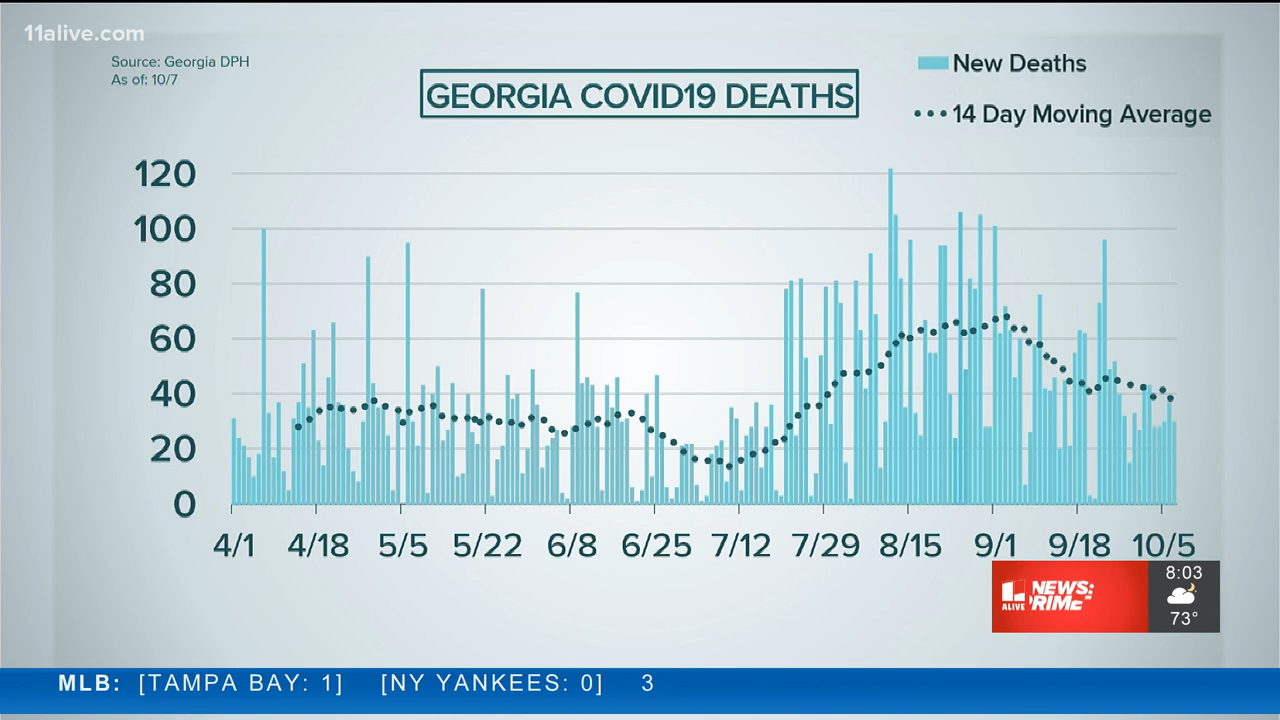 11alive.com
Source: Georgia DPH
As of: 10/7
GEORGIA COVID19 DEATHS
New Deaths
14 Day Moving Average
120
100
80
60
40
20
0
4/1 4/18 5/5 5/22 6/8 6/25 7/12 7/29 8/15 9/1 9/18 10/5
11 ALIVE
NEWS:
PRIME
8:03
73°
MLB: [TAMPA BAY: 1] [NY YANKEES: 0] 3